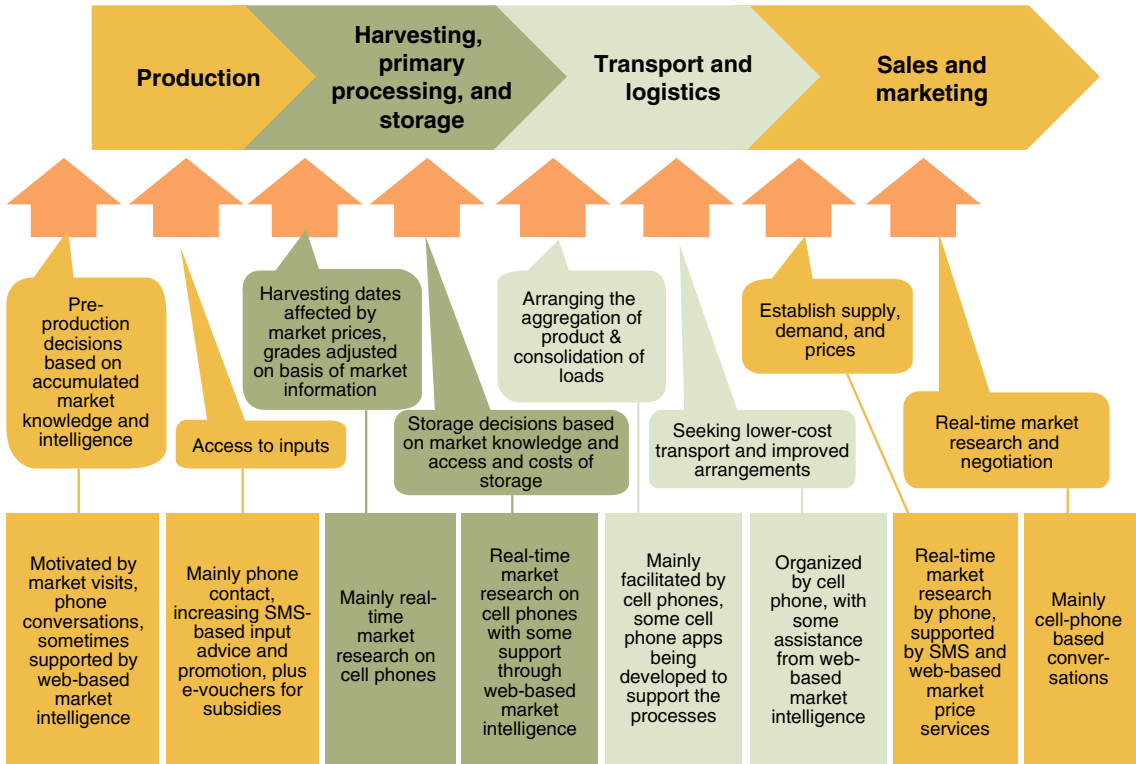 Production
Harvesting,
primary
processing, and
storage
Transport and
logistics
Sales and
marketing
Pre-
production
decisions
based on
accumulated
market
knowledge and
intelligence
Access to inputs
Harvesting dates
affected by
market prices,
grades adjusted
on basis of market
information
Storage decisions based
on market knowledge and
access and costs of
storage
Arranging the
aggregation of
product &
consolidation of
loads
Seeking lower-cost
transport and improved
arrangements
Establish supply,
demand, and
prices
Real-time market
research and
negotiation
Motivated by
market visits,
phone
conversations,
sometimes
supported by
web-based
market
intelligence
Mainly phone
contact,
increasing SMS-
based input
advice and
promotion, plus
e-vouchers for
subsidies
Mainly real-
time market
research on
cell phones
Real-time
market
research on
cell phones
with some
support
through
web-based
market
intelligence
Mainly
facilitated by
cell phones,
some cell
phone apps
being
developed to
support the
processes
Organized
by cell
phone, with
some
assistance
from web-
based market
intelligence
Real-time
market
research
by phone,
supported
by SMS and
web-based
market
price
services
Mainly
cell-phone
based
conver-
sations